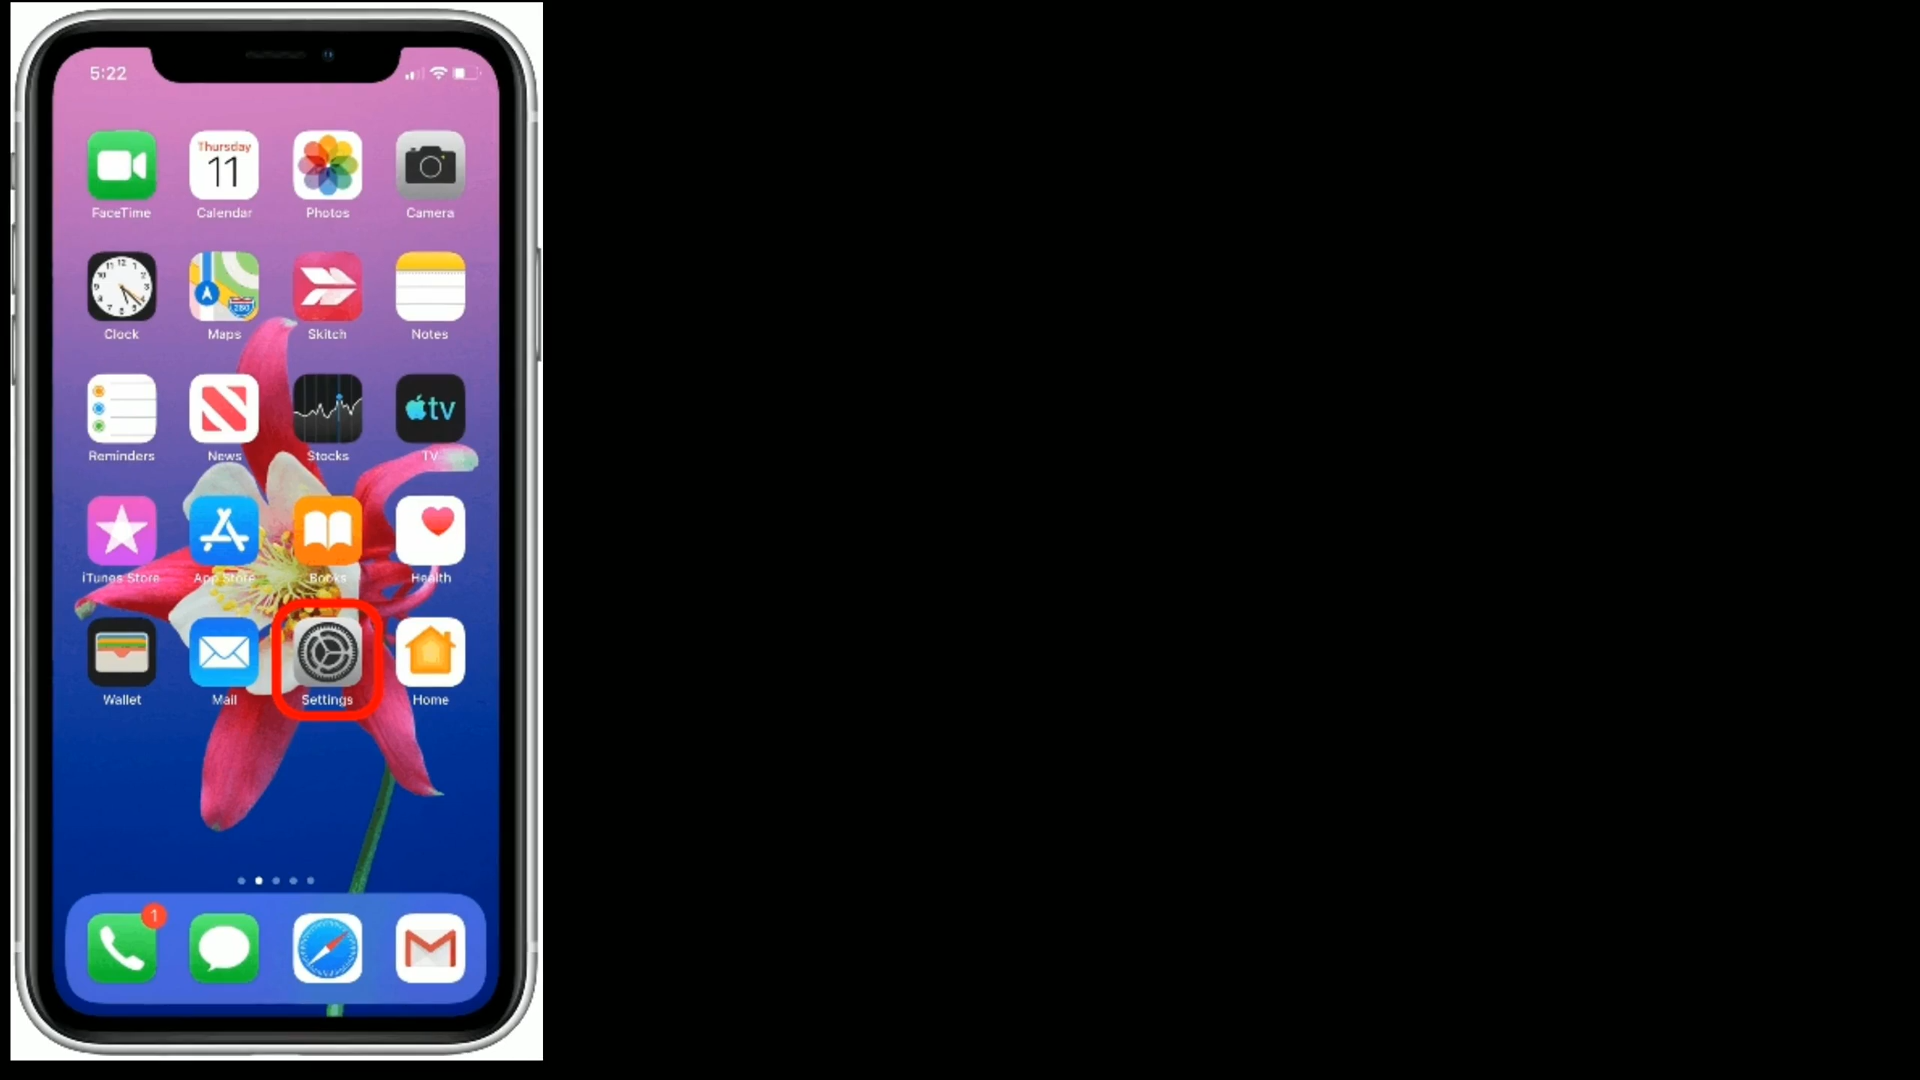 5:22
Thursday
11
FaceTime
Calendar
Photos
Camera
280
Clock
Maps
Skitch
Notes
tv
Reminders
News
Stocks
TV
iTunes Store
App Store
Books
Health
Wallet
Mail
Settings
Home
1